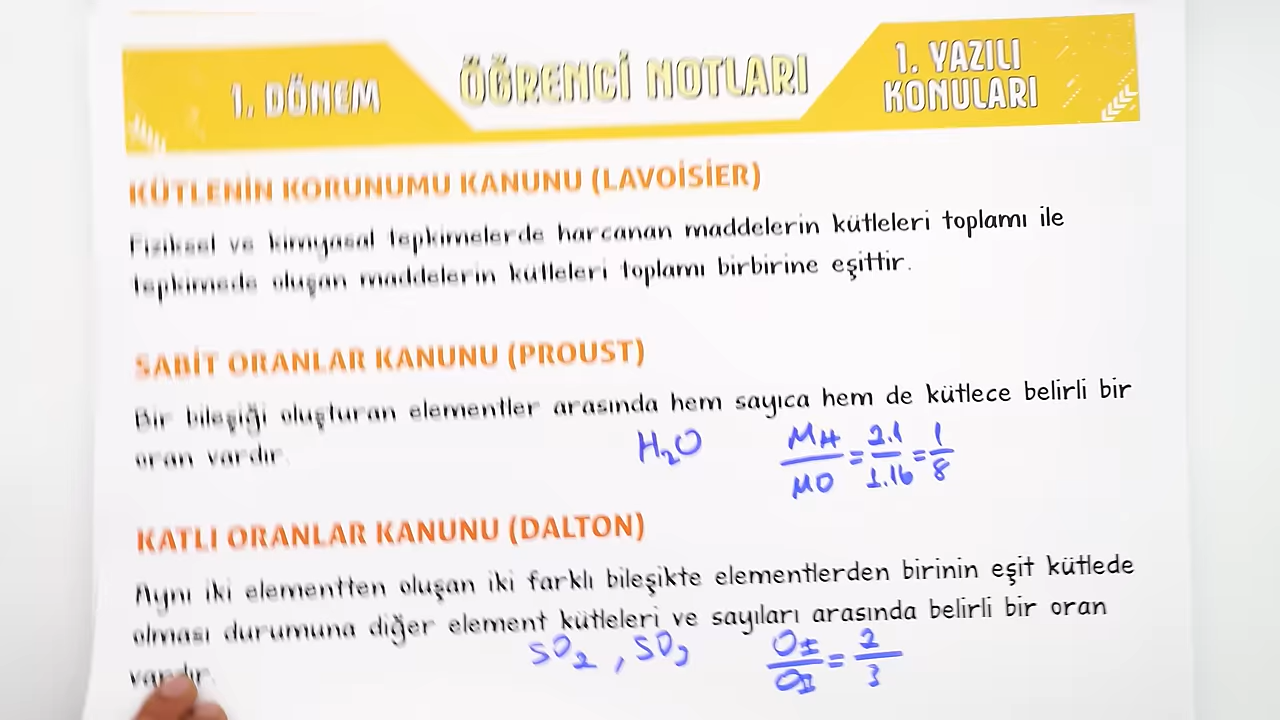 1. DÖNEM
ÖĞRENCİ NOTLARI
1. YAZILI
KONULARI
KÜTLENİN KORUNUMU KANUNU (LAVOİSİER)
Fiziksel ve kimyasal tepkimelerde harcanan maddelerin kütleleri toplamı ile
tepkimede oluşan maddelerin kütleleri toplamı birbirine eşittir.
SABİT ORANLAR KANUNU (PROUST)
Bir bileşiği oluşturan elementler arasında hem sayıca hem de kütlece belirli bir
oran vardır.
H₂O MH/MO = 2.1/1.16 = 1/8
KATLI ORANLAR KANUNU (DALTON)
Aynı iki elementten oluşan iki farklı bileşikte elementlerden birinin eşit kütlede
olması durumuna diğer element kütleleri ve sayıları arasında belirli bir oran
vardır.
SO₂, SO₃ = 2/3